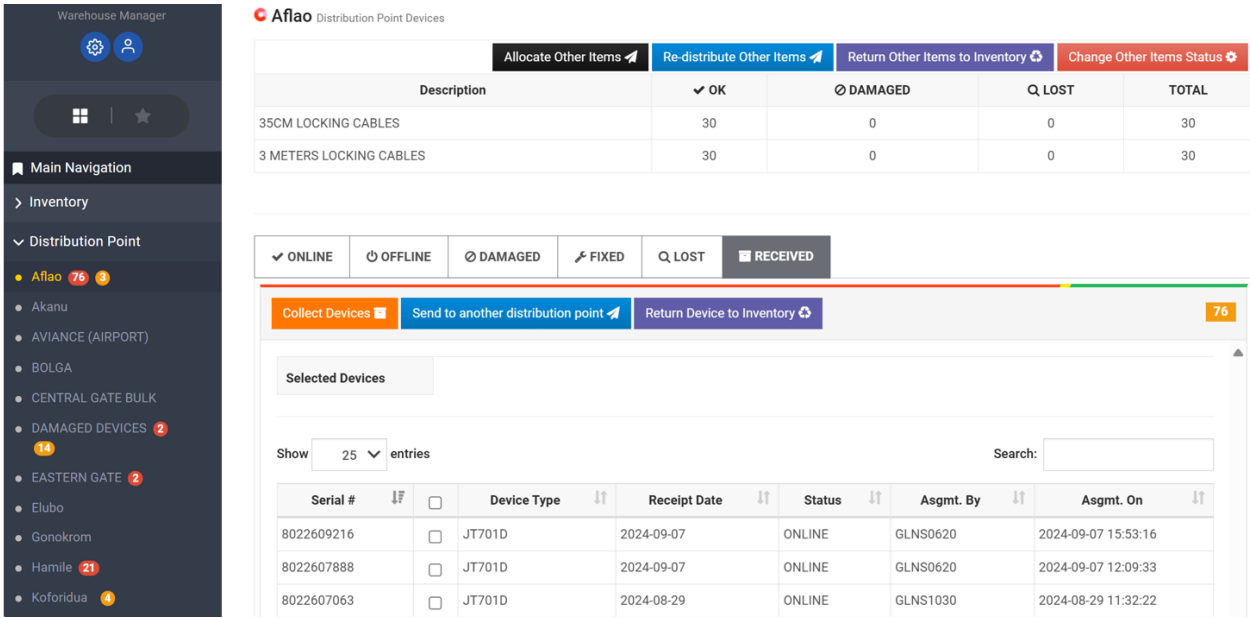 Warehouse Manager
Main Navigation
Inventory
Distribution Point
Aflao 76 3
Akanu
AVIANCE (AIRPORT)
BOLGA
CENTRAL GATE BULK
DAMAGED DEVICES 2
14
EASTERN GATE 2
Elubo
Gonokrom
Hamile 21
Koforidua 4
Aflao Distribution Point Devices
Allocate Other Items Re-distribute Other Items Return Other Items to Inventory Change Other Items Status
Description OK DAMAGED LOST TOTAL
35CM LOCKING CABLES 30 0 0 30
3 METERS LOCKING CABLES 30 0 0 30
ONLINE OFFLINE DAMAGED FIXED LOST RECEIVED
Collect Devices Send to another distribution point Return Device to Inventory 76
Selected Devices
Show 25 entries Search:
Serial # Device Type Receipt Date Status Asgmt. By Asgmt. On
8022609216 JT701D 2024-09-07 ONLINE GLNS0620 2024-09-07 15:53:16
8022607888 JT701D 2024-09-07 ONLINE GLNS0620 2024-09-07 12:09:33
8022607063 JT701D 2024-08-29 ONLINE GLNS1030 2024-08-29 11:32:22